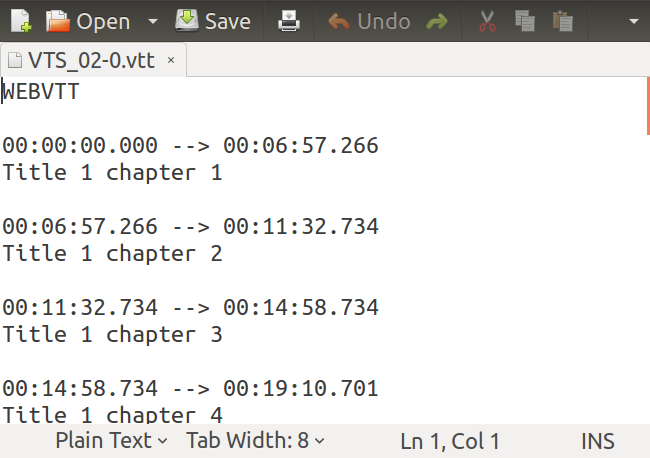 Open Save Undo
VTS_02-0.vtt ×
WEBVTT
00:00:00.000 --> 00:06:57.266
Title 1 chapter 1
00:06:57.266 --> 00:11:32.734
Title 1 chapter 2
00:11:32.734 --> 00:14:58.734
Title 1 chapter 3
00:14:58.734 --> 00:19:10.701
Title 1 chapter 4
Plain Text Tab Width: 8 Ln 1, Col 1 INS